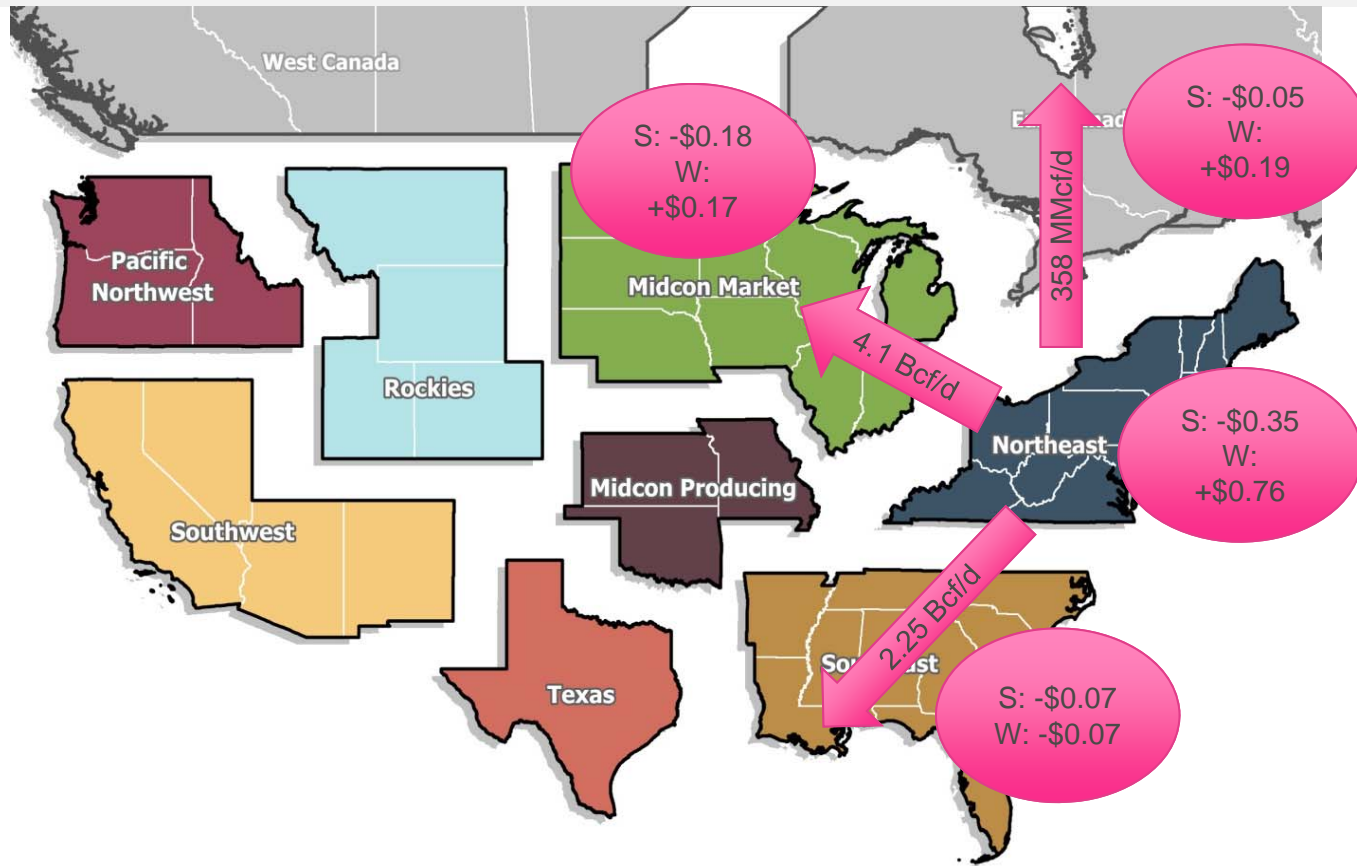 West Canada
S: -$0.18
W:
+$0.17
S: -$0.05
W:
+$0.19
358 MMcf/d
Pacific
Northwest
Midcon Market
4.1 Bcf/d
Rockies
Northeast
S: -$0.35
W:
+$0.76
Midcon Producing
Southwest
2.25 Bcf/d
Texas
S: -$0.07
W: -$0.07